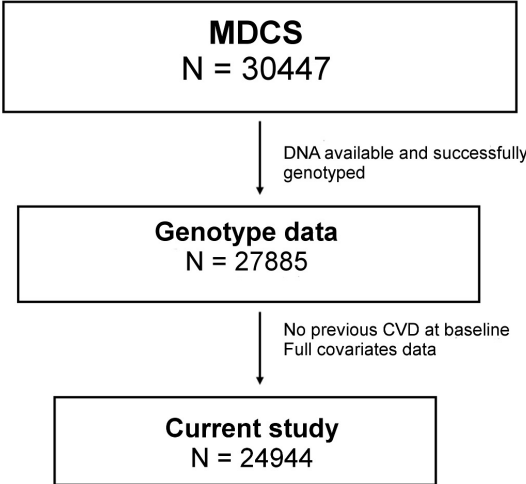 MDCS
N = 30447
DNA available and successfully
genotyped
Genotype data
N = 27885
No previous CVD at baseline
Full covariates data
Current study
N = 24944